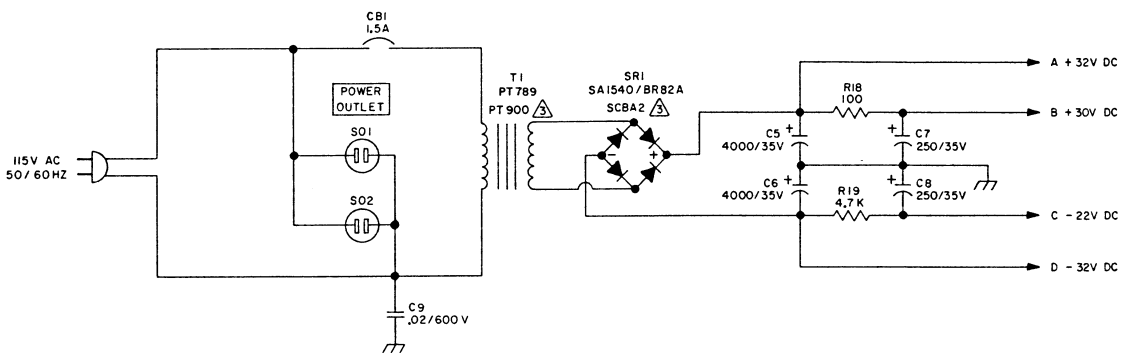 CB1
1.5A
POWER
OUTLET
SO1
SO2
115V AC
50/60HZ
C9
.02/600V
T1
PT789
PT900 3
SR1
SA1540/BR82A
SCBA2 3
-
+
R18
100
+
C5
4000/35V
+
C7
250/35V
+
C6
4000/35V
R19
4.7K
+
C8
250/35V
A +32V DC
B +30V DC
C -22V DC
D -32V DC